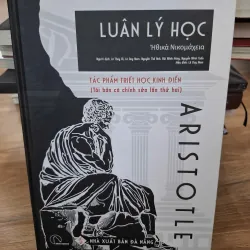 LUÂN LÝ HỌC
Ἠθικὰ Νικομάχεια
TÁC PHẨM TRIẾT HỌC KINH ĐIỂN
(Tái bản có chỉnh sửa lần thứ hai)
ARISTOTLE
NHÀ XUẤT BẢN ĐÀ NẴNG